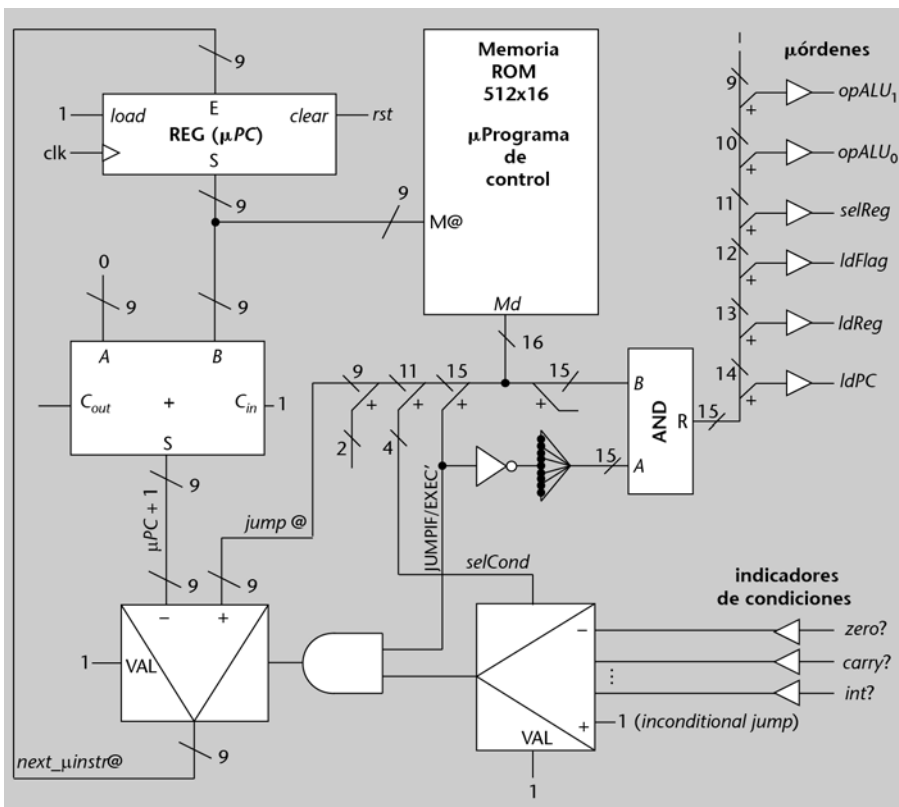 Memoria
ROM
512x16
µPrograma
de
control
M@
Md
9
E
1
load
REG (µPC)
clear
rst
clk
S
9
9
0
9
9
A
B
Cout
+
Cin
1
S
9
µPC + 1
jump @
16
9
11
15
15
+
+
+
+
2
4
B
AND
R
15
15
A
JUMPIF/EXEC’
selCond
9
9
−
+
1
VAL
9
next_µinstr@
−
+
VAL
1
indicadores
de condiciones
zero?
carry?
int?
1 (inconditional jump)
µórdenes
9
+
opALU1
10
+
opALU0
11
+
selReg
12
+
ldFlag
13
+
ldReg
14
+
ldPC